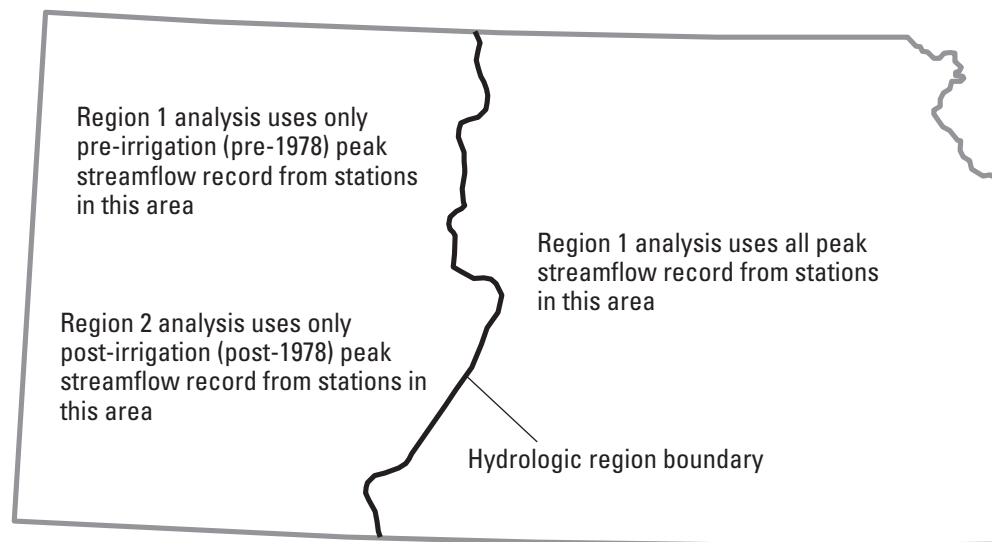 Region 1 analysis uses only
pre-irrigation (pre-1978) peak
streamflow record from stations
in this area
Region 1 analysis uses all peak
streamflow record from stations
in this area
Region 2 analysis uses only
post-irrigation (post-1978) peak
streamflow record from stations in
this area
Hydrologic region boundary